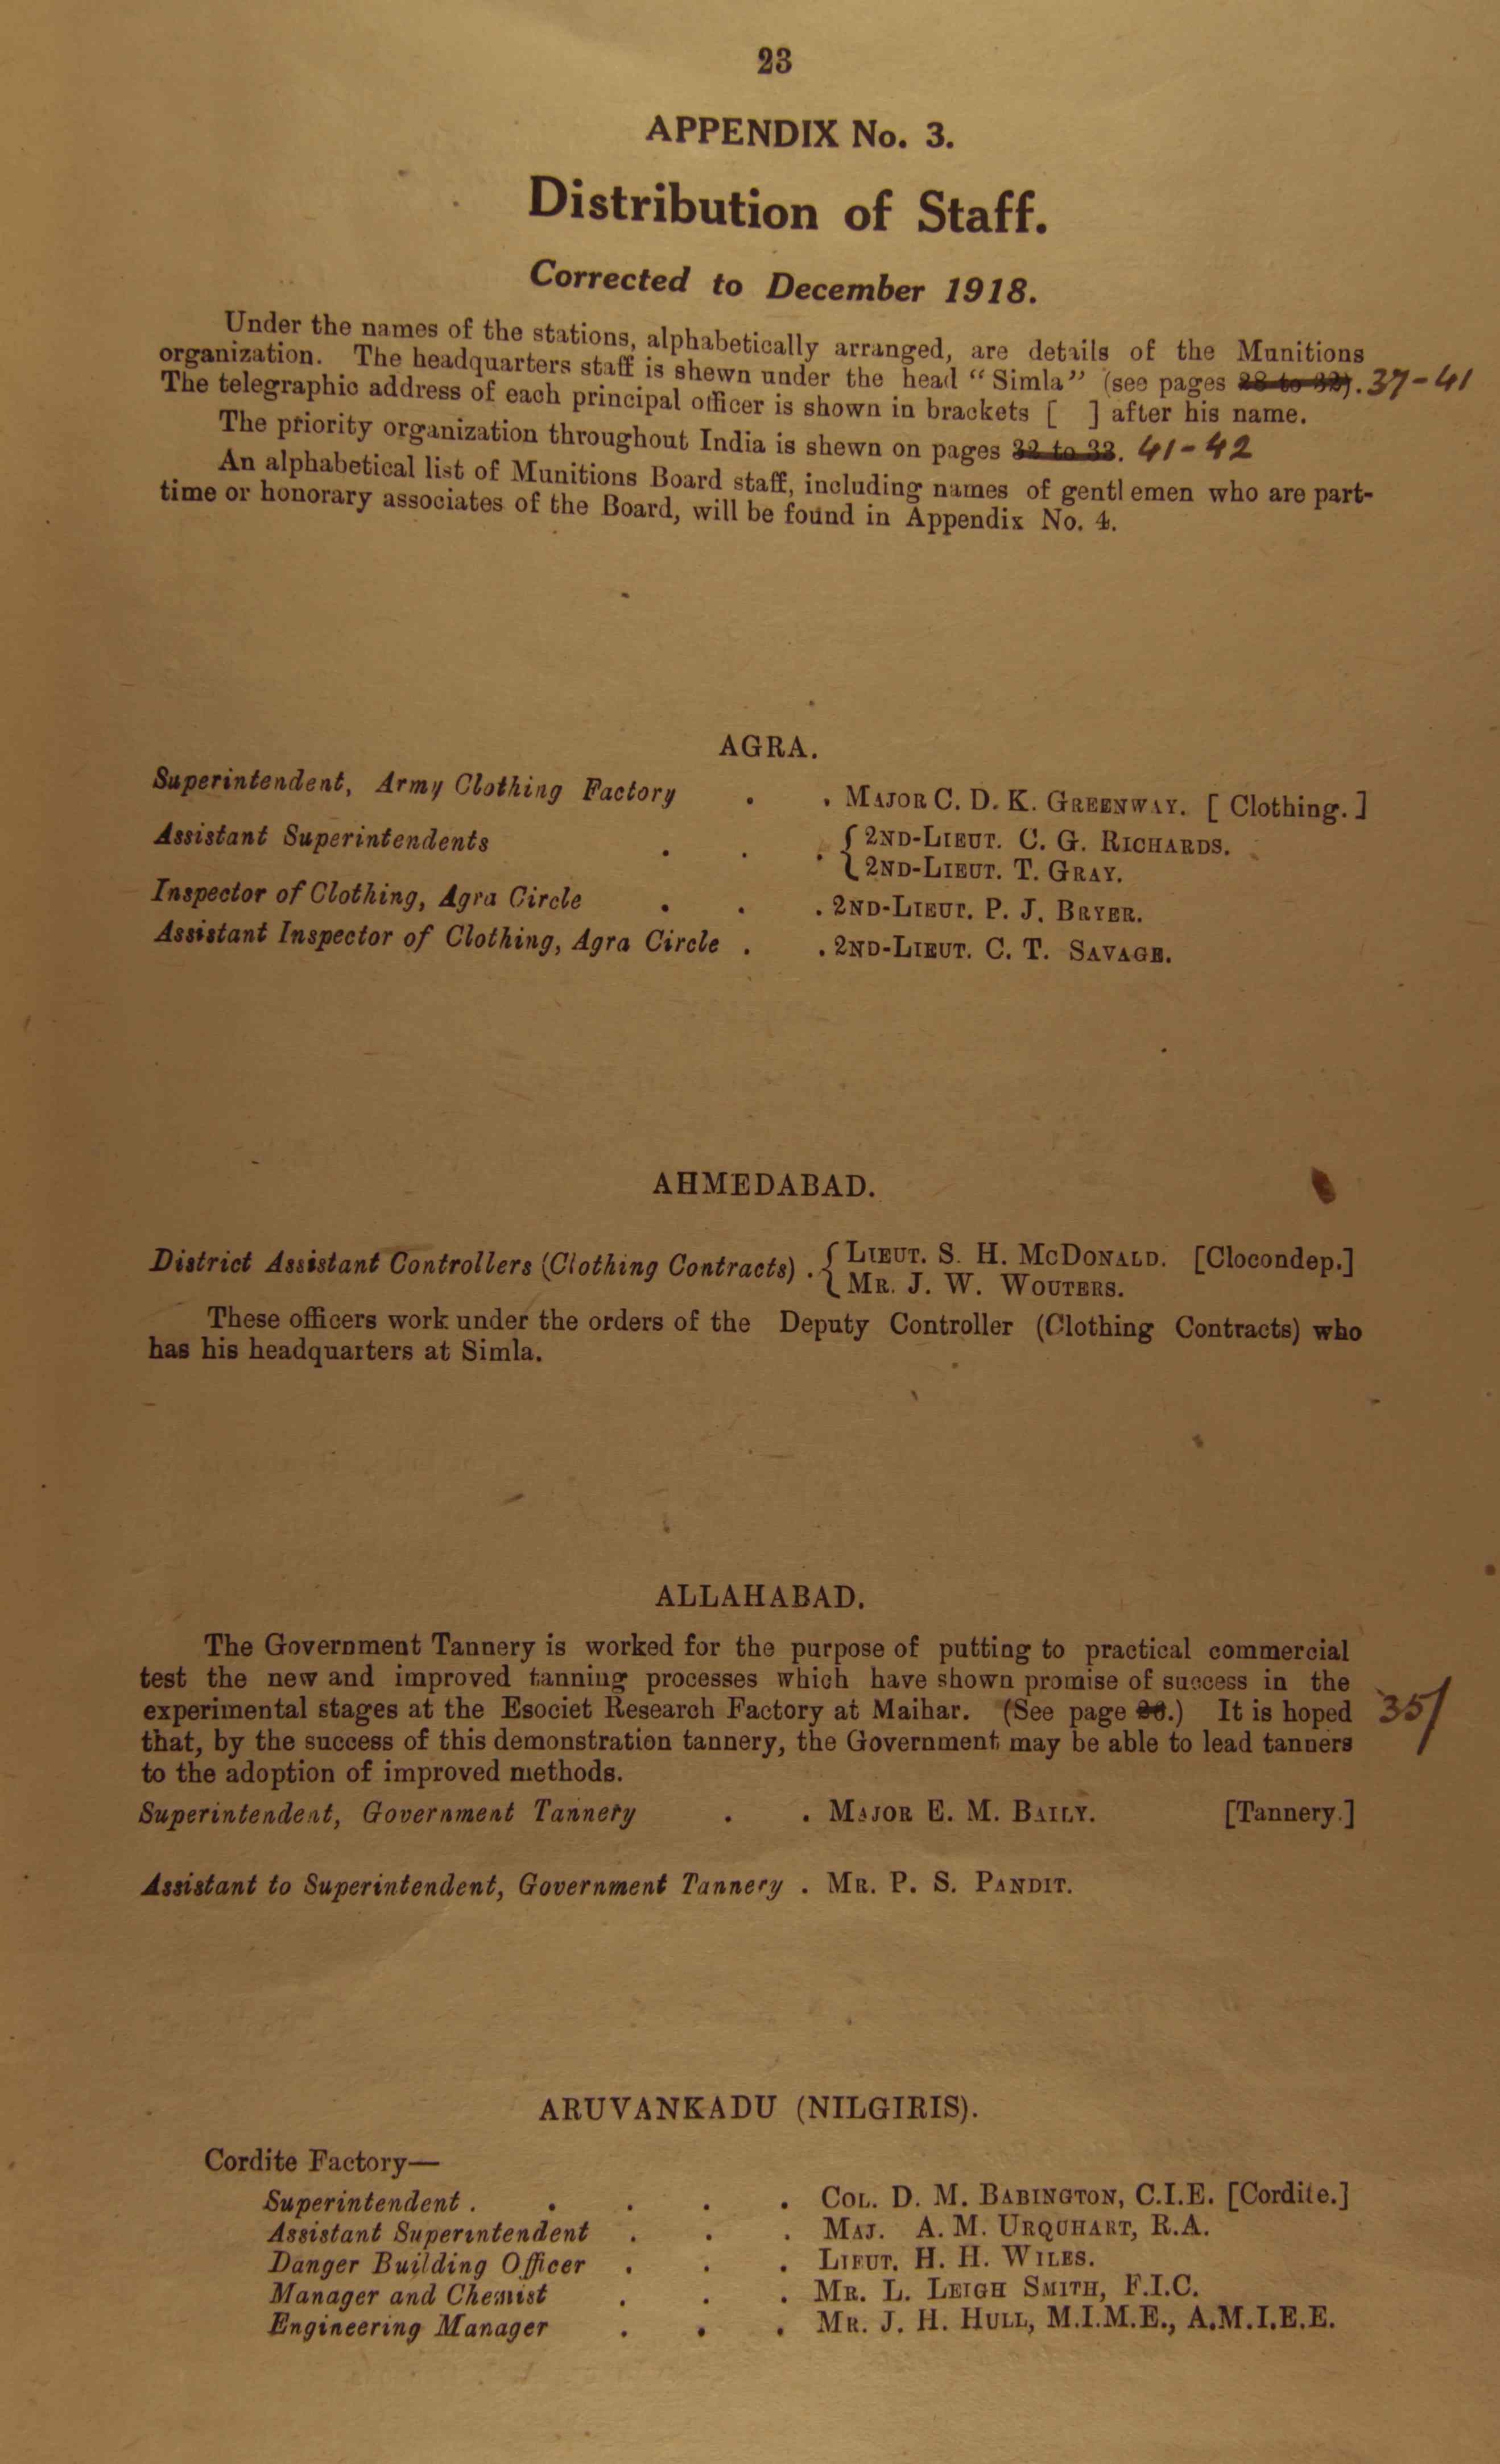 23
APPENDIX No. 3.
Distribution of Staff.
Corrected to December 1918.
Under the names of the stations, alphabetically arranged, are details of the Munitions
organization. The headquarters staff is shewn under the head "Simla" (see pages 28 to 32). 37-41
The telegraphic address of each principal officer is shown in brackets [ ] after his name.
The priority organization throughout India is shewn on pages 32 to 33. 41-42
An alphabetical list of Munitions Board staff, including names of gentlemen who are part-
time or honorary associates of the Board, will be found in Appendix No. 4.
AGRA.
Superintendent, Army Clothing Factory . . MAJOR C. D. K. GREENWAY. [ Clothing. ]
Assistant Superintendents . . . { 2ND-LIEUT. C. G. RICHARDS.
2ND-LIEUT. T. GRAY.
Inspector of Clothing, Agra Circle . . . 2ND-LIEUT. P. J. BRYER.
Assistant Inspector of Clothing, Agra Circle . . 2ND-LIEUT. C. T. SAVAGE.
AHMEDABAD.
District Assistant Controllers (Clothing Contracts) . { LIEUT. S. H. MCDONALD. [Clocondep.]
MR. J. W. WOUTERS.
These officers work under the orders of the Deputy Controller (Clothing Contracts) who
has his headquarters at Simla.
ALLAHABAD.
The Government Tannery is worked for the purpose of putting to practical commercial
test the new and improved tanning processes which have shown promise of success in the
experimental stages at the Esociet Research Factory at Maihar. (See page .) It is hoped 35/
that, by the success of this demonstration tannery, the Government may be able to lead tanners
to the adoption of improved methods.
Superintendent, Government Tannery . . MAJOR E. M. BAILY. [Tannery.]
Assistant to Superintendent, Government Tannery . MR. P. S. PANDIT.
ARUVANKADU (NILGIRIS).
Cordite Factory—
Superintendent . . . . . COL. D. M. BABINGTON, C.I.E. [Cordite.]
Assistant Superintendent . . . MAJ. A. M. URQUHART, R.A.
Danger Building Officer . . . LIEUT. H. H. WILES.
Manager and Chemist . . . MR. L. LEIGH SMITH, F.I.C.
Engineering Manager . . . MR. J. H. HULL, M.I.M.E., A.M.I.E.E.